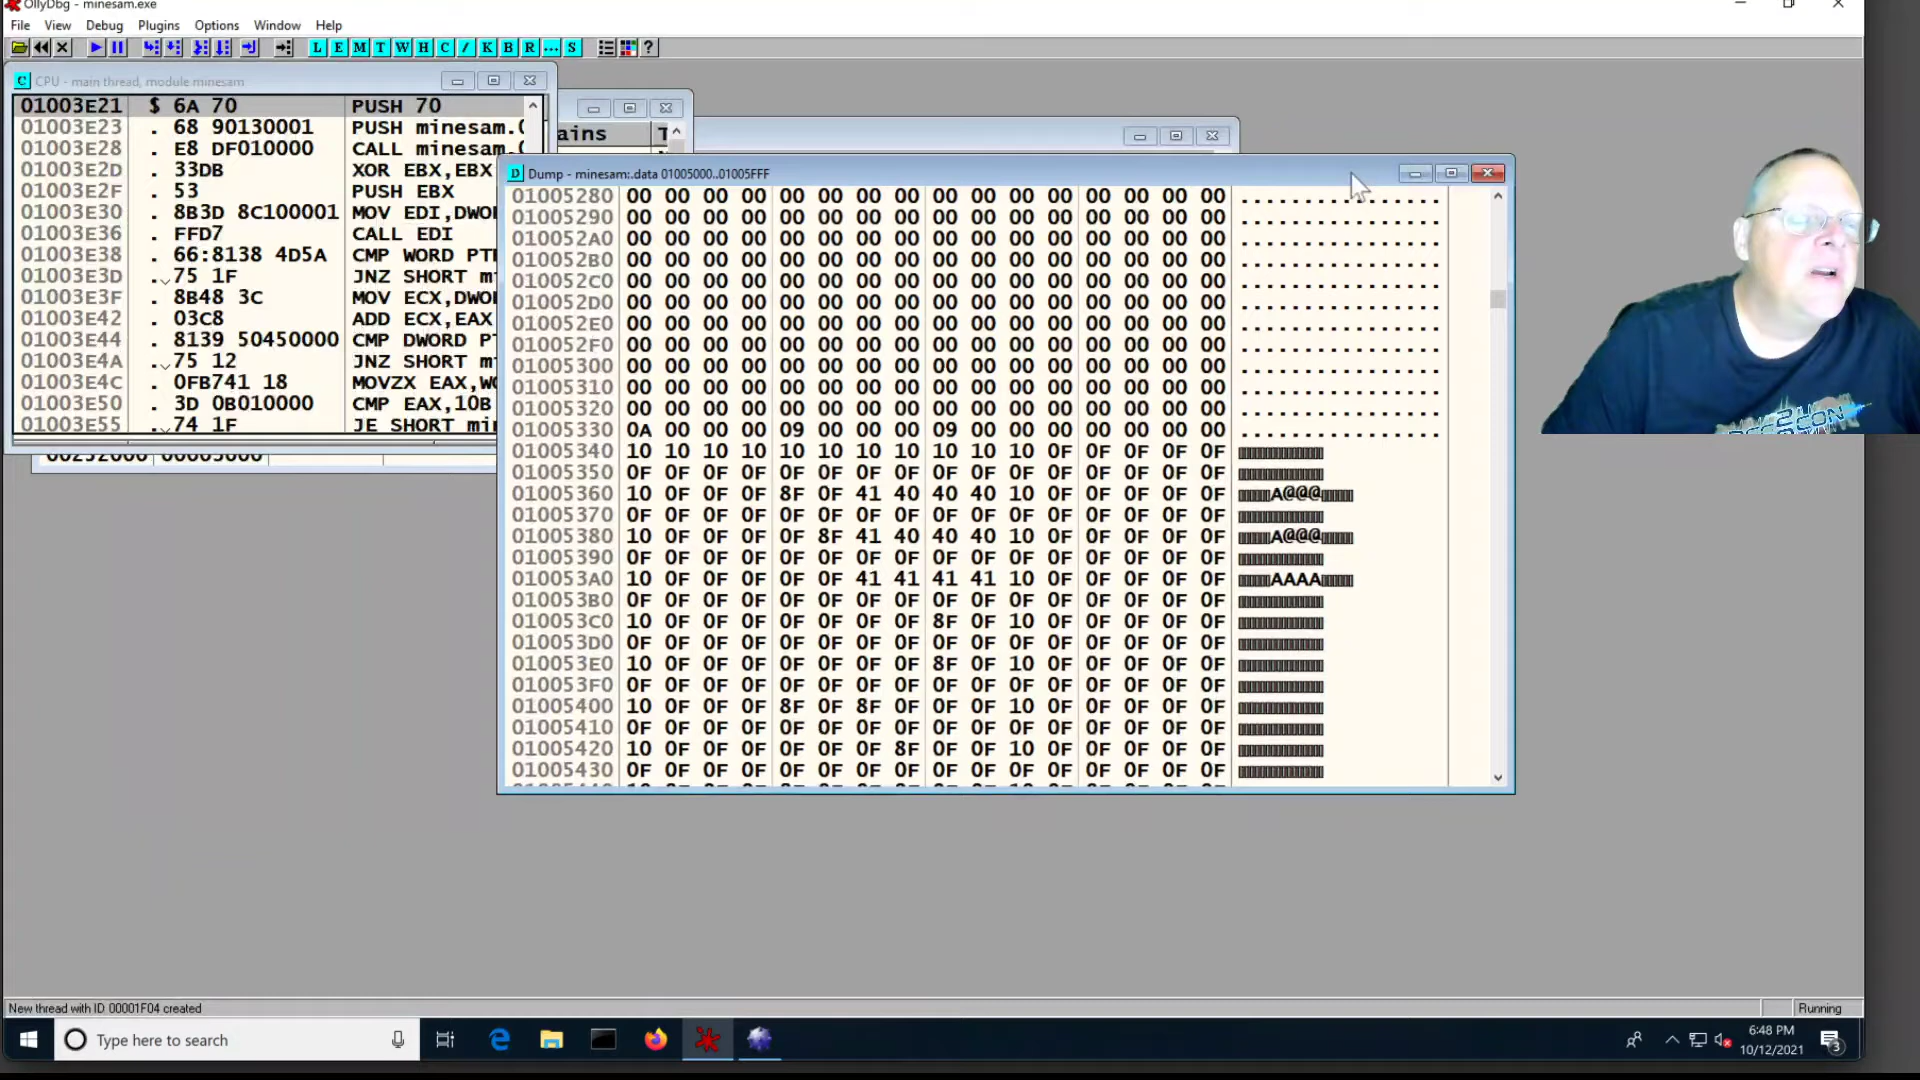 OllyDbg - minesam.exe
File View Debug Plugins Options Window Help
L E M T W H C / K B R ... S ?
C CPU - main thread, module minesam
01003E21 $ 6A 70 PUSH 70
01003E23 . 68 90130001 PUSH minesam.0
01003E28 . E8 DF010000 CALL minesam.0
01003E2D . 33DB XOR EBX,EBX
01003E2F . 53 PUSH EBX
01003E30 . 8B3D 8C100001 MOV EDI,DWOR
01003E36 . FFD7 CALL EDI
01003E38 . 66:8138 4D5A CMP WORD PTR
01003E3D . 75 1F JNZ SHORT mi
01003E3F . 8B48 3C MOV ECX,DWOR
01003E42 . 03C8 ADD ECX,EAX
01003E44 . 8139 50450000 CMP DWORD PT
01003E4A . 75 12 JNZ SHORT mi
01003E4C . 0FB741 18 MOVZX EAX,WO
01003E50 . 3D 0B010000 CMP EAX,10B
01003E55 . 74 1F JE SHORT min
ains T
D Dump - minesam:.data 01005000..01005FFF
01005280 00 00 00 00 00 00 00 00 00 00 00 00 00 00 00 00 ................
01005290 00 00 00 00 00 00 00 00 00 00 00 00 00 00 00 00 ................
010052A0 00 00 00 00 00 00 00 00 00 00 00 00 00 00 00 00 ................
010052B0 00 00 00 00 00 00 00 00 00 00 00 00 00 00 00 00 ................
010052C0 00 00 00 00 00 00 00 00 00 00 00 00 00 00 00 00 ................
010052D0 00 00 00 00 00 00 00 00 00 00 00 00 00 00 00 00 ................
010052E0 00 00 00 00 00 00 00 00 00 00 00 00 00 00 00 00 ................
010052F0 00 00 00 00 00 00 00 00 00 00 00 00 00 00 00 00 ................
01005300 00 00 00 00 00 00 00 00 00 00 00 00 00 00 00 00 ................
01005310 00 00 00 00 00 00 00 00 00 00 00 00 00 00 00 00 ................
01005320 00 00 00 00 00 00 00 00 00 00 00 00 00 00 00 00 ................
01005330 0A 00 00 00 09 00 00 00 09 00 00 00 00 00 00 00 ................
01005340 10 10 10 10 10 10 10 10 10 10 10 0F 0F 0F 0F 0F
01005350 0F 0F 0F 0F 0F 0F 0F 0F 0F 0F 0F 0F 0F 0F 0F 0F
01005360 10 0F 0F 0F 8F 0F 41 40 40 40 10 0F 0F 0F 0F 0F A@@@
01005370 0F 0F 0F 0F 0F 0F 0F 0F 0F 0F 0F 0F 0F 0F 0F 0F
01005380 10 0F 0F 0F 0F 8F 41 40 40 40 10 0F 0F 0F 0F 0F A@@@
01005390 0F 0F 0F 0F 0F 0F 0F 0F 0F 0F 0F 0F 0F 0F 0F 0F
010053A0 10 0F 0F 0F 0F 0F 41 41 41 41 10 0F 0F 0F 0F 0F AAAA
010053B0 0F 0F 0F 0F 0F 0F 0F 0F 0F 0F 0F 0F 0F 0F 0F 0F
010053C0 10 0F 0F 0F 0F 0F 0F 0F 8F 0F 10 0F 0F 0F 0F 0F
010053D0 0F 0F 0F 0F 0F 0F 0F 0F 0F 0F 0F 0F 0F 0F 0F 0F
010053E0 10 0F 0F 0F 0F 0F 0F 0F 8F 0F 10 0F 0F 0F 0F 0F
010053F0 0F 0F 0F 0F 0F 0F 0F 0F 0F 0F 0F 0F 0F 0F 0F 0F
01005400 10 0F 0F 0F 8F 0F 8F 0F 0F 0F 10 0F 0F 0F 0F 0F
01005410 0F 0F 0F 0F 0F 0F 0F 0F 0F 0F 0F 0F 0F 0F 0F 0F
01005420 10 0F 0F 0F 0F 0F 0F 8F 0F 0F 10 0F 0F 0F 0F 0F
01005430 0F 0F 0F 0F 0F 0F 0F 0F 0F 0F 0F 0F 0F 0F 0F 0F
New thread with ID 00001F04 created Running
Type here to search
6:48 PM
10/12/2021
3